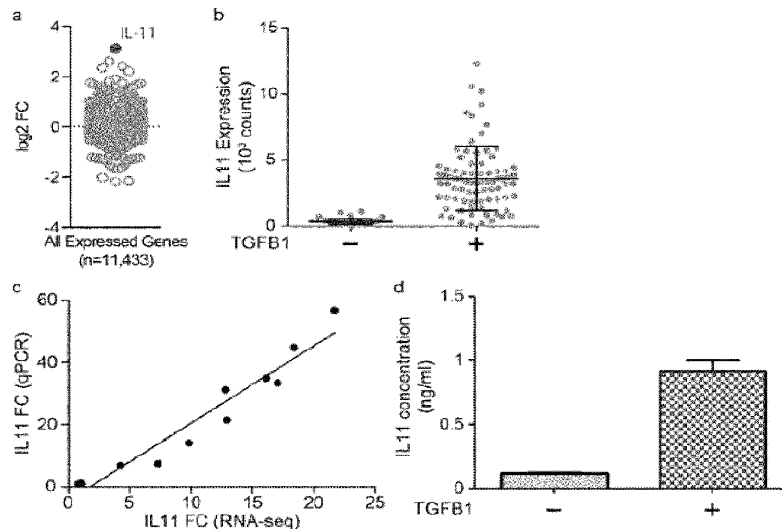 a
IL-11
4
2
0
-2
-4
log2 FC
All Expressed Genes
(n=11,433)
b
15
10
5
0
IL11 Expression
(10³ counts)
TGFB1 − +
c
60
40
20
0
IL11 FC (qPCR)
0 5 10 15 20 25
IL11 FC (RNA-seq)
d
1.5
1
0.5
0
IL11 concentration
(ng/ml)
TGFB1 − +